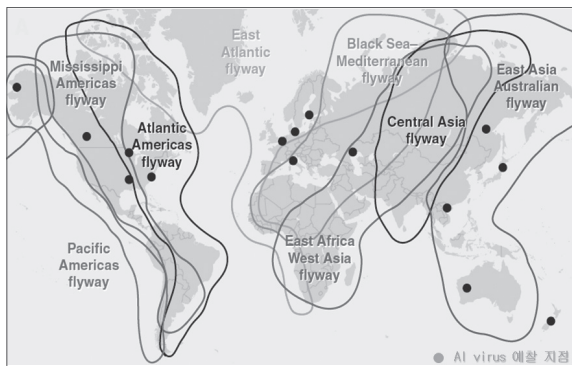 East
Atlantic
flyway
Black Sea–
Mediterranean
flyway
Mississippi
Americas
flyway
East Asia
Australian
flyway
Atlantic
Americas
flyway
Central Asia
flyway
Pacific
Americas
flyway
East Africa
West Asia
flyway
AI virus 예찰 지점